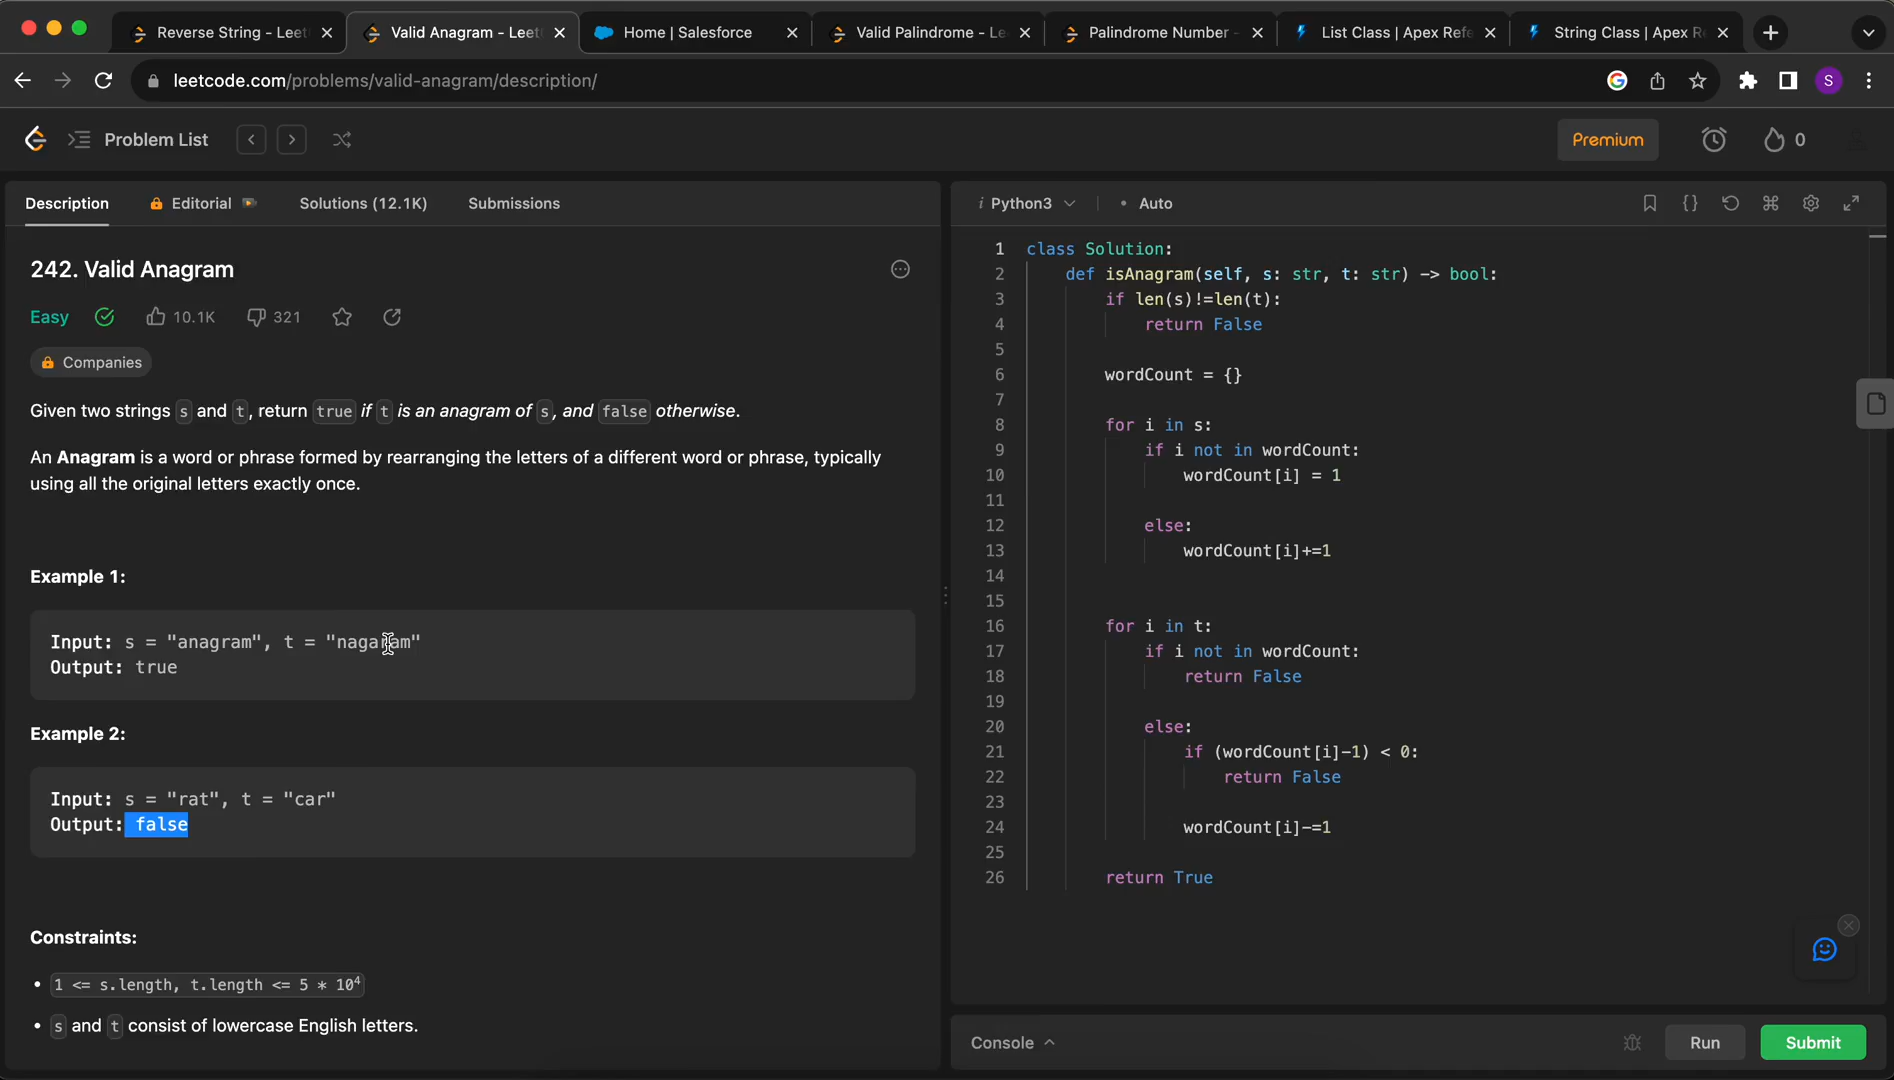 Reverse String - Leet
Valid Anagram - Leet
Home | Salesforce
Valid Palindrome - Le
Palindrome Number -
List Class | Apex Refe
String Class | Apex R
leetcode.com/problems/valid-anagram/description/
S
Problem List
Premium
0
Description
Editorial
Solutions (12.1K)
Submissions
242. Valid Anagram
Easy
10.1K
321
Companies
Given two strings s and t, return true if t is an anagram of s, and false otherwise.
An Anagram is a word or phrase formed by rearranging the letters of a different word or phrase, typically
using all the original letters exactly once.
Example 1:
Input: s = "anagram", t = "nagaram"
Output: true
Example 2:
Input: s = "rat", t = "car"
Output: false
Constraints:
• 1 <= s.length, t.length <= 5 * 10⁴
• s and t consist of lowercase English letters.
i Python3
• Auto
1 class Solution:
2 def isAnagram(self, s: str, t: str) -> bool:
3 if len(s)!=len(t):
4 return False
5
6 wordCount = {}
7
8 for i in s:
9 if i not in wordCount:
10 wordCount[i] = 1
11
12 else:
13 wordCount[i]+=1
14
15
16 for i in t:
17 if i not in wordCount:
18 return False
19
20 else:
21 if (wordCount[i]-1) < 0:
22 return False
23
24 wordCount[i]-=1
25
26 return True
Console
Run
Submit